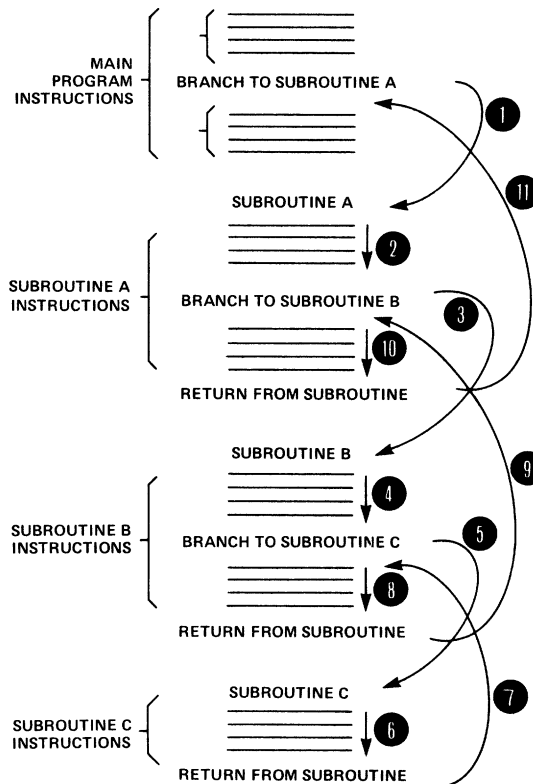 MAIN
PROGRAM
INSTRUCTIONS
BRANCH TO SUBROUTINE A
1
11
SUBROUTINE A
2
SUBROUTINE A
INSTRUCTIONS
BRANCH TO SUBROUTINE B
3
10
RETURN FROM SUBROUTINE
SUBROUTINE B
9
4
SUBROUTINE B
INSTRUCTIONS
BRANCH TO SUBROUTINE C
5
8
RETURN FROM SUBROUTINE
SUBROUTINE C
7
SUBROUTINE C
INSTRUCTIONS
6
RETURN FROM SUBROUTINE